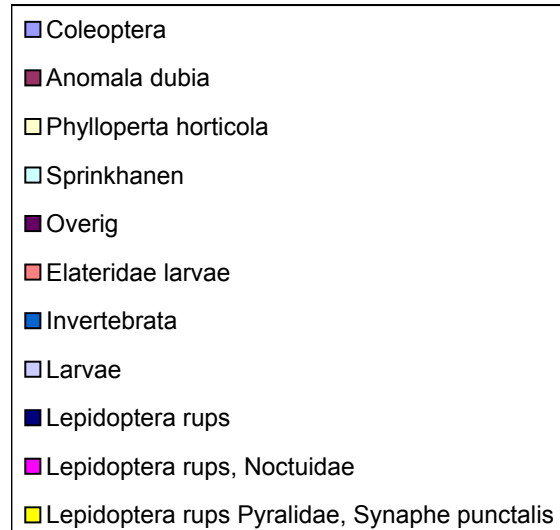 Coleoptera
Anomala dubia
Phylloperta horticola
Sprinkhanen
Overig
Elateridae larvae
Invertebrata
Larvae
Lepidoptera rups
Lepidoptera rups, Noctuidae
Lepidoptera rups Pyralidae, Synaphe punctalis